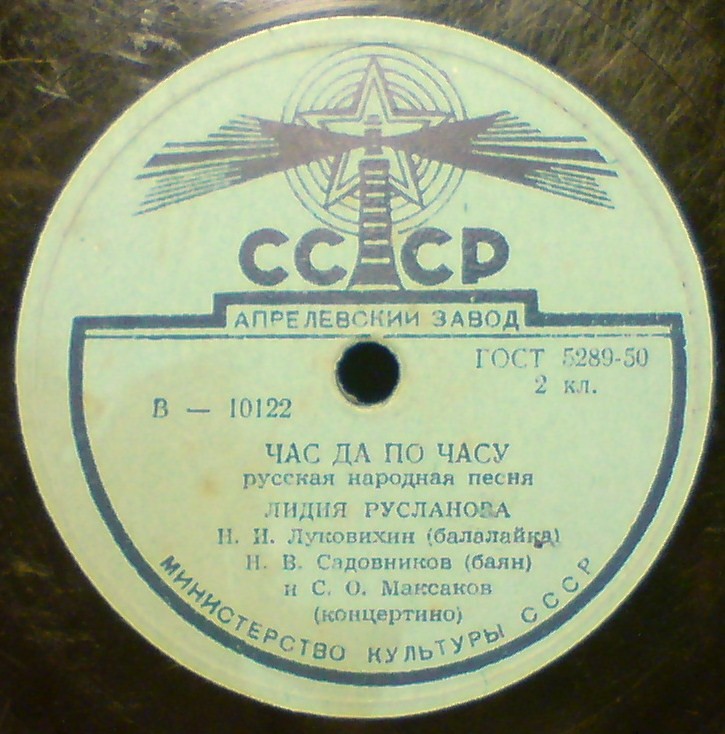 СССР
АПРЕЛЕВСКИЙ ЗАВОД
ГОСТ 5289-50
2 кл.
В — 10122
ЧАС ДА ПО ЧАСУ
русская народная песня
ЛИДИЯ РУСЛАНОВА
Н. И. Луковихин (балалайка)
Н. В. Садовников (баян)
и С. О. Максаков
(концертино)
МИНИСТЕРСТВО КУЛЬТУРЫ СССР